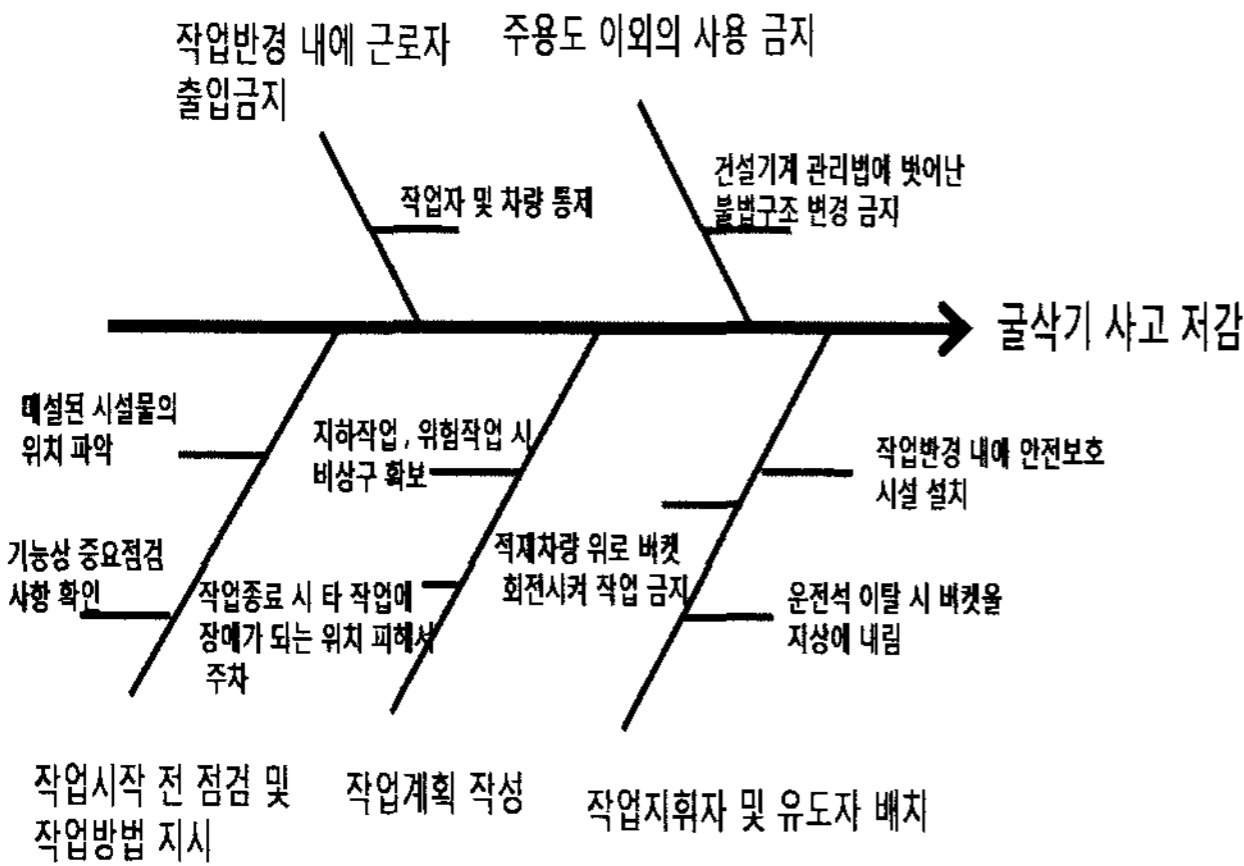 작업반경 내에 근로자
출입금지
주용도 이외의 사용 금지
작업자 및 차량 통제
건설기계 관리법에 벗어난
불법구조 변경 금지
굴삭기 사고 저감
매설된 시설물의
위치 파악
지하작업, 위험작업 시
비상구 확보
작업반경 내에 안전보호
시설 설치
기능상 중요점검
사항 확인
적재차량 위로 버켓
회전시켜 작업 금지
작업종료 시 타 작업에
장애가 되는 위치 피해서
주차
운전석 이탈 시 버켓을
지상에 내림
작업시작 전 점검 및
작업방법 지시
작업계획 작성
작업지휘자 및 유도자 배치